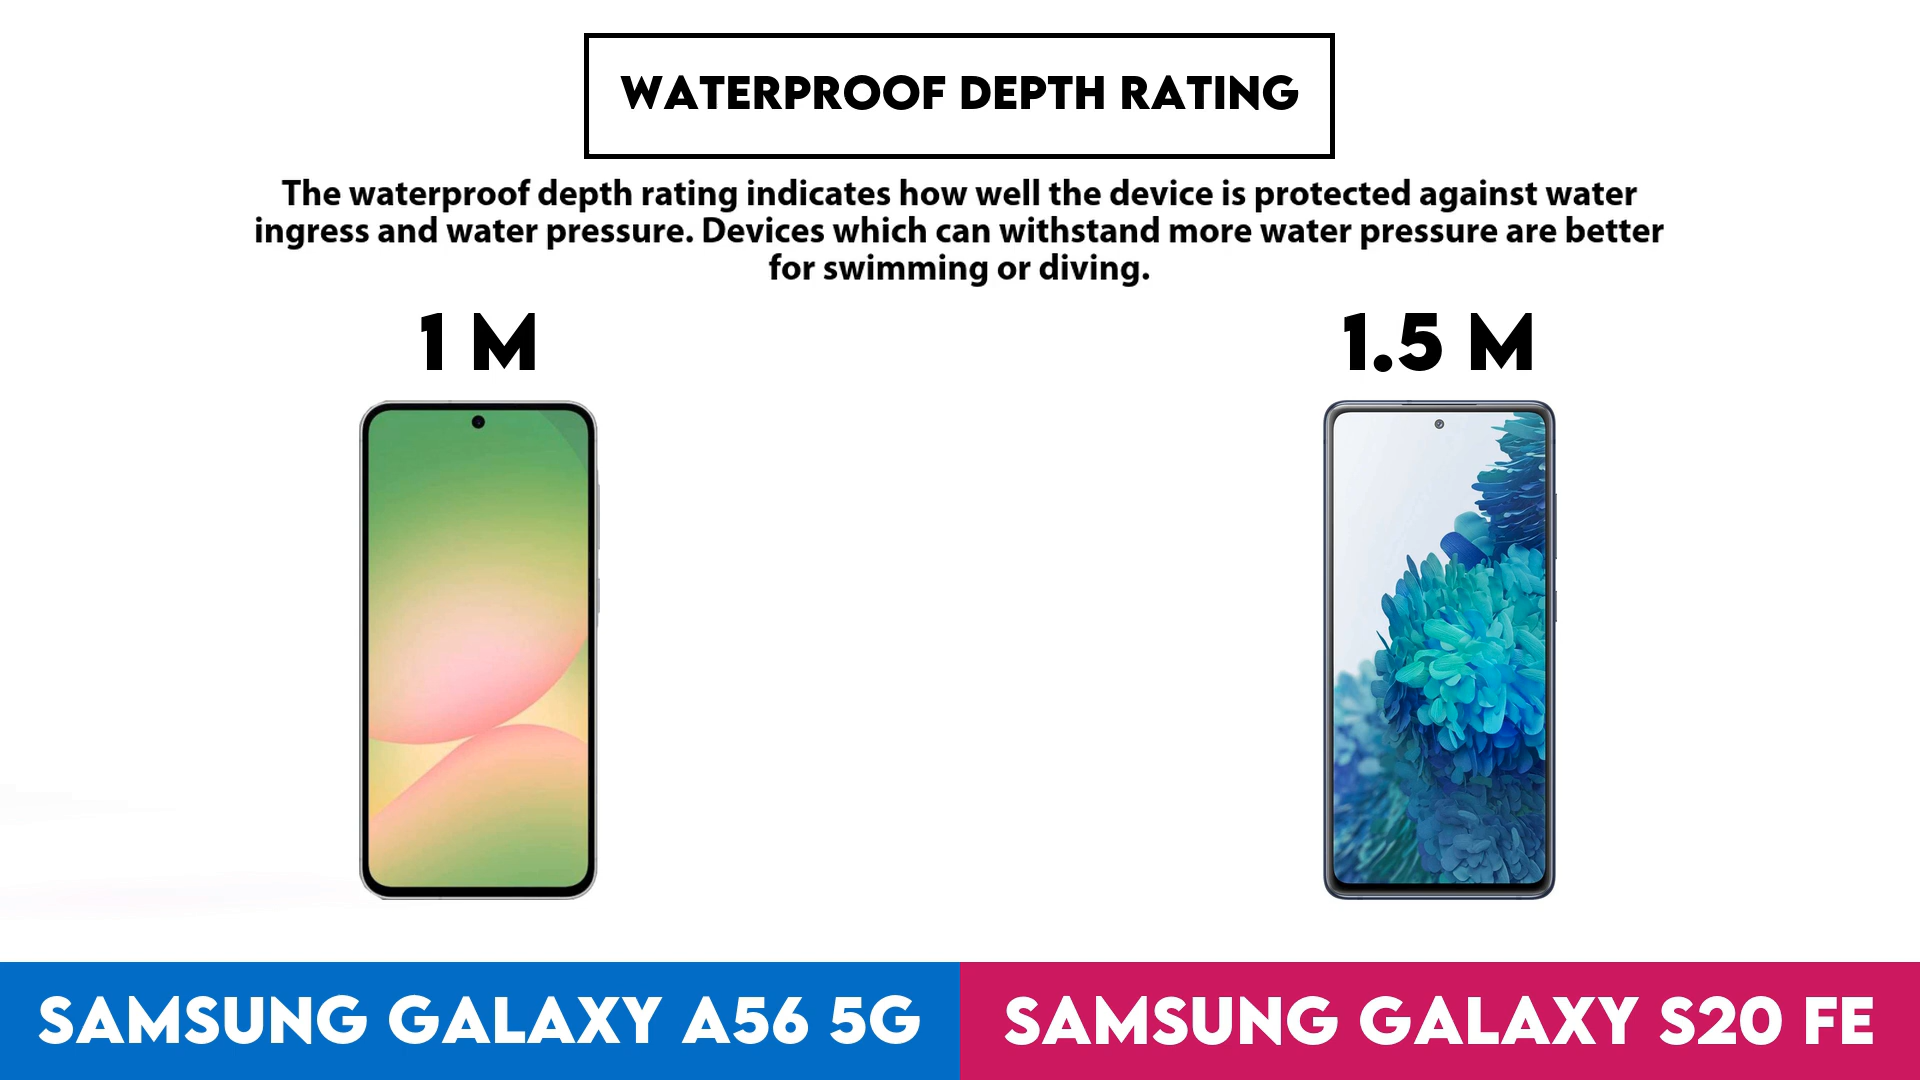 WATERPROOF DEPTH RATING
The waterproof depth rating indicates how well the device is protected against water
ingress and water pressure. Devices which can withstand more water pressure are better
for swimming or diving.
1 M
1.5 M
SAMSUNG GALAXY A56 5G
SAMSUNG GALAXY S20 FE